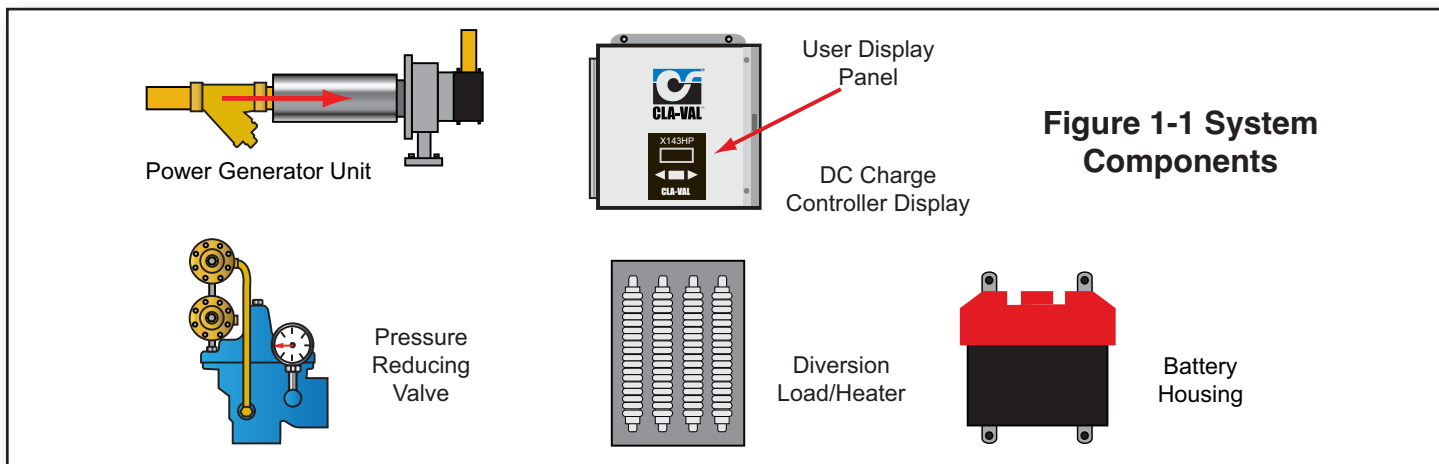 Power Generator Unit
CLA-VAL
X143HP
CLA-VAL
User Display
Panel
DC Charge
Controller Display
Figure 1-1 System
Components
Pressure
Reducing
Valve
Diversion
Load/Heater
Battery
Housing